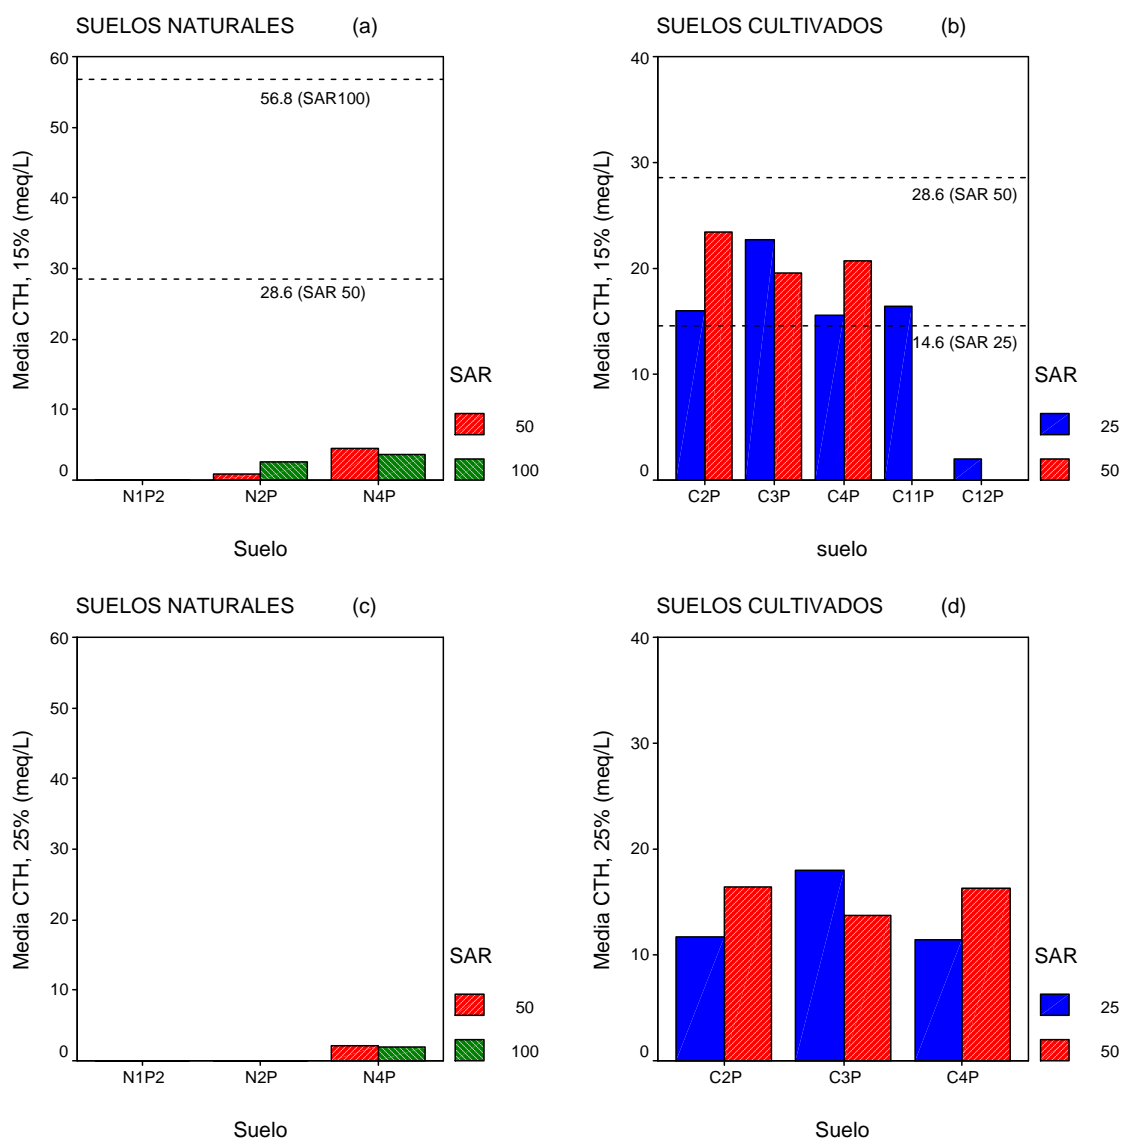 SUELOS NATURALES (a)
Media CTH, 15% (meq/L)
60
50
40
30
20
10
0
56.8 (SAR100)
28.6 (SAR 50)
N1P2 N2P N4P
Suelo
SAR
50
100
SUELOS CULTIVADOS (b)
Media CTH, 15% (meq/L)
40
30
20
10
0
28.6 (SAR 50)
14.6 (SAR 25)
C2P C3P C4P C11P C12P
suelo
SAR
25
50
SUELOS NATURALES (c)
Media CTH, 25% (meq/L)
60
50
40
30
20
10
0
N1P2 N2P N4P
Suelo
SAR
50
100
SUELOS CULTIVADOS (d)
Media CTH, 25% (meq/L)
40
30
20
10
0
C2P C3P C4P
Suelo
SAR
25
50